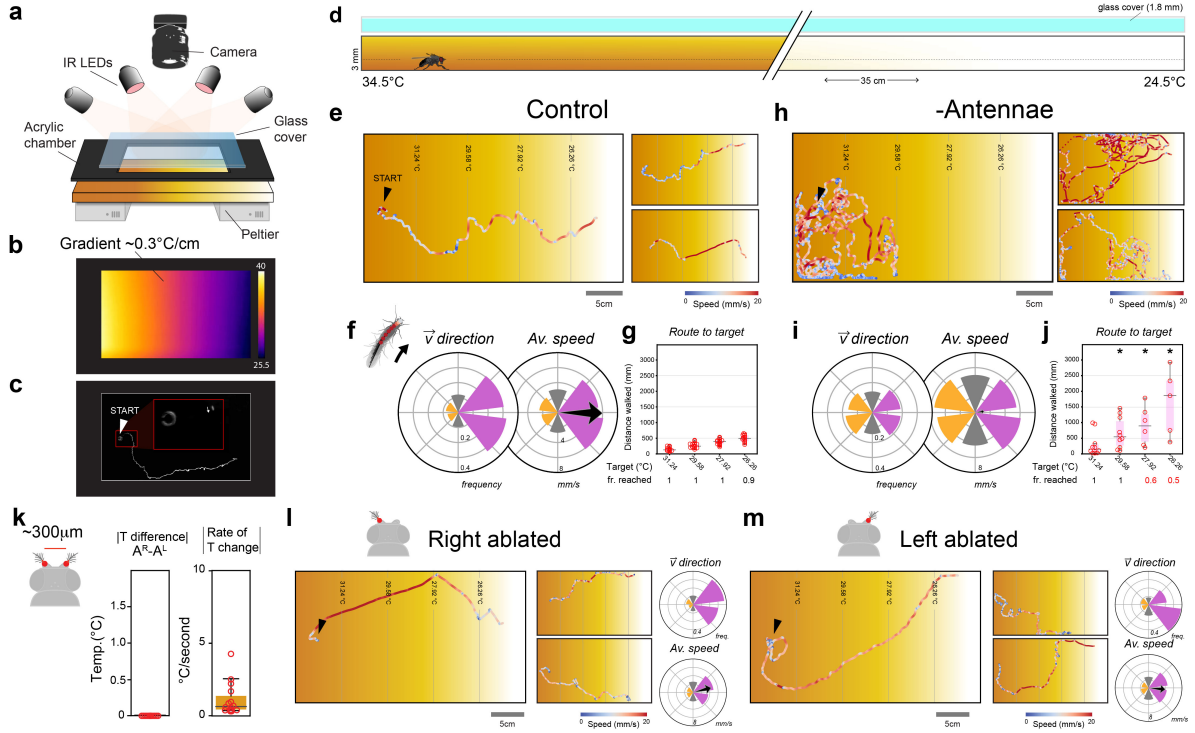 a
Camera
IR LEDs
Acrylic
chamber
Glass
cover
Peltier
b
Gradient ~0.3°C/cm
40
25.5
c
START
d
glass cover (1.8 mm)
3 mm
35 cm
34.5°C
24.5°C
e
Control
START
31.24 °C
29.58 °C
27.92 °C
26.26 °C
5cm
0
20
Speed (mm/s)
h
-Antennae
31.24 °C
29.58 °C
27.92 °C
26.26 °C
5cm
0
20
Speed (mm/s)
f
v direction
Av. speed
0.2
0.4
4
8
frequency
mm/s
g
Route to target
Distance walked (mm)
3000
2500
2000
1500
1000
500
0
31.24
29.58
27.92
26.26
Target (°C)
fr. reached
1
1
1
0.9
i
v direction
Av. speed
0.2
0.4
4
8
frequency
mm/s
j
Route to target
* * *
Distance walked (mm)
3000
2500
2000
1500
1000
500
0
31.24
29.58
27.92
26.26
Target (°C)
fr. reached
1
1
0.6
0.5
k
~300µm
|T difference|
Aᴿ-Aᴸ
Temp.(°C)
1.5
1.0
0.5
0
|Rate of
T change|
°C/second
10
5
0
l
Right ablated
31.24 °C
29.58 °C
27.92 °C
26.26 °C
5cm
0
20
Speed (mm/s)
v direction
0.4
freq.
Av. speed
8
mm/s
m
Left ablated
31.24 °C
29.58 °C
27.92 °C
26.26 °C
5cm
0
20
Speed (mm/s)
v direction
0.4
freq.
Av. speed
8
mm/s